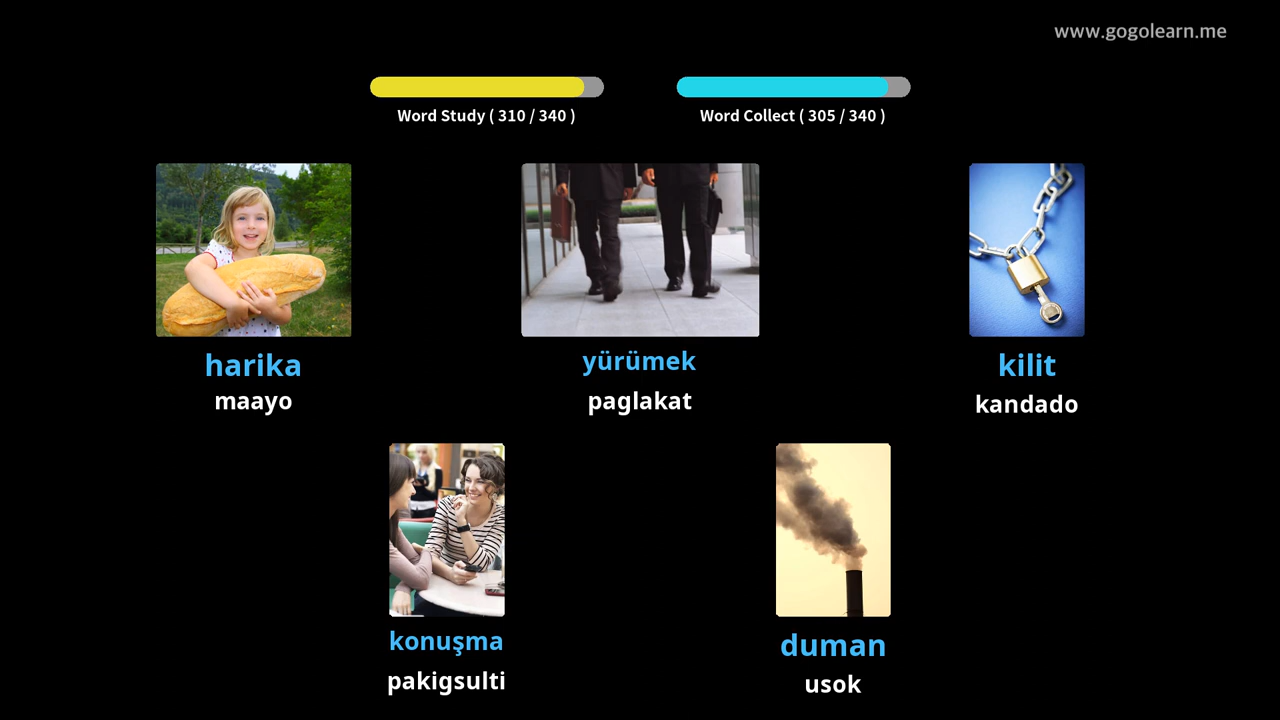 www.gogolearn.me
Word Study ( 310 / 340 )
Word Collect ( 305 / 340 )
harika
maayo
yürümek
paglakat
kilit
kandado
konuşma
pakigsulti
duman
usok